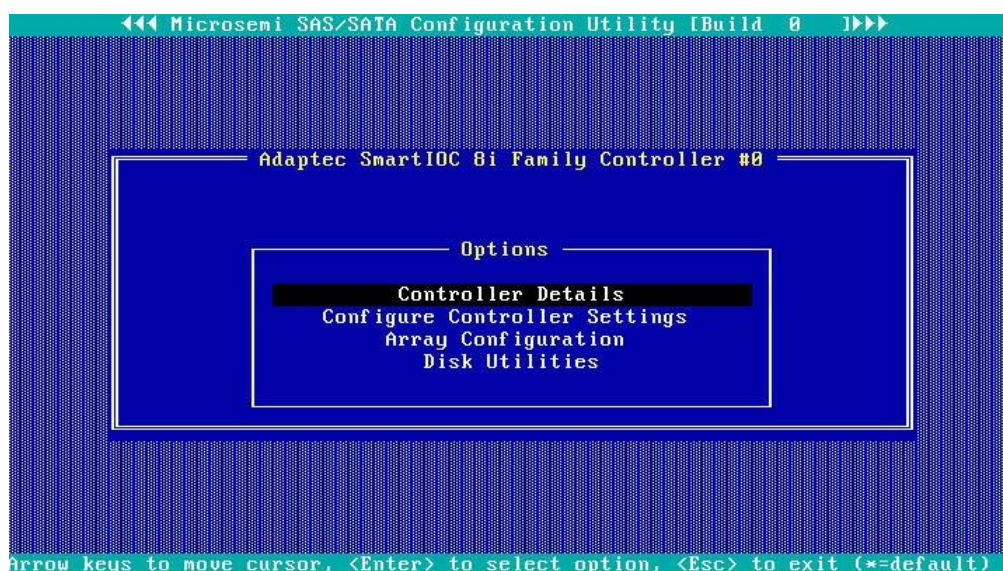 ◄◄◄ Microsemi SAS/SATA Configuration Utility [Build 0 ]►►►
Adaptec SmartIOC 8i Family Controller #0
Options
Controller Details
Configure Controller Settings
Array Configuration
Disk Utilities
Arrow keys to move cursor, <Enter> to select option, <Esc> to exit (*=default)